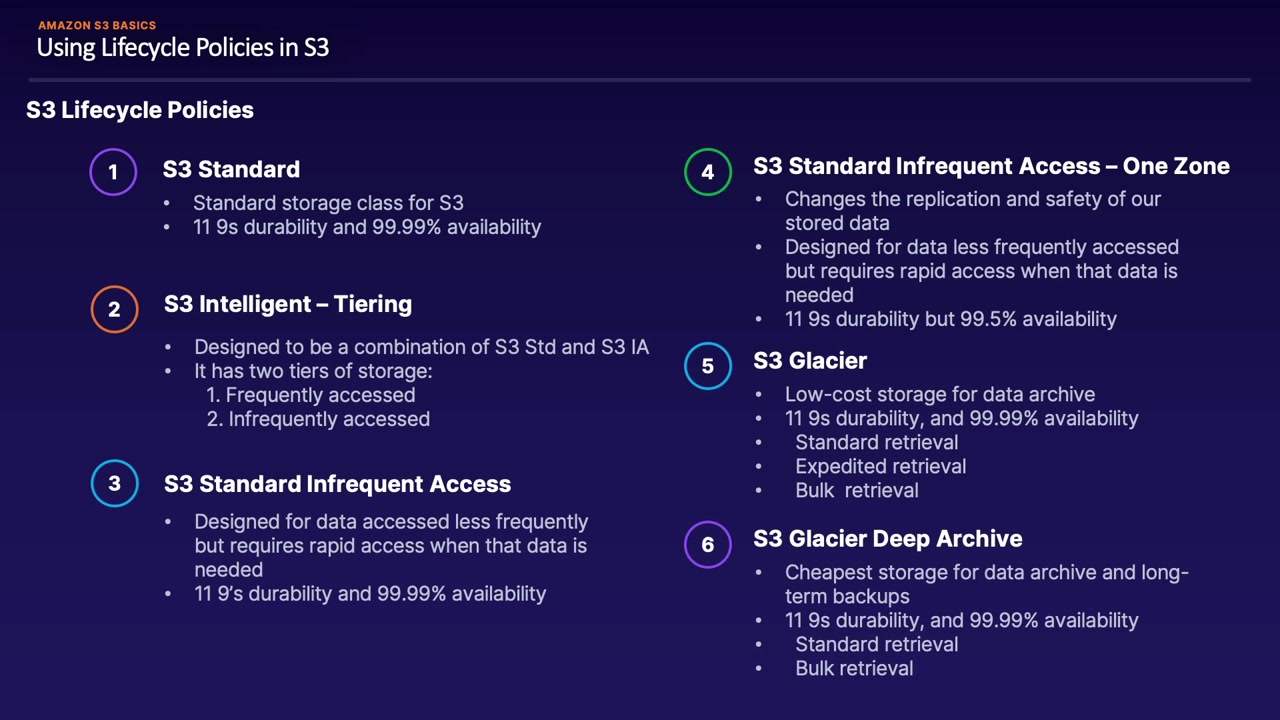 AMAZON S3 BASICS
Using Lifecycle Policies in S3
S3 Lifecycle Policies
1
S3 Standard
• Standard storage class for S3
• 11 9s durability and 99.99% availability
2
S3 Intelligent – Tiering
• Designed to be a combination of S3 Std and S3 IA
• It has two tiers of storage:
1. Frequently accessed
2. Infrequently accessed
3
S3 Standard Infrequent Access
• Designed for data accessed less frequently
but requires rapid access when that data is
needed
• 11 9’s durability and 99.99% availability
4
S3 Standard Infrequent Access – One Zone
• Changes the replication and safety of our
stored data
• Designed for data less frequently accessed
but requires rapid access when that data is
needed
• 11 9s durability but 99.5% availability
5
S3 Glacier
• Low-cost storage for data archive
• 11 9s durability, and 99.99% availability
• Standard retrieval
• Expedited retrieval
• Bulk retrieval
6
S3 Glacier Deep Archive
• Cheapest storage for data archive and long-
term backups
• 11 9s durability, and 99.99% availability
• Standard retrieval
• Bulk retrieval